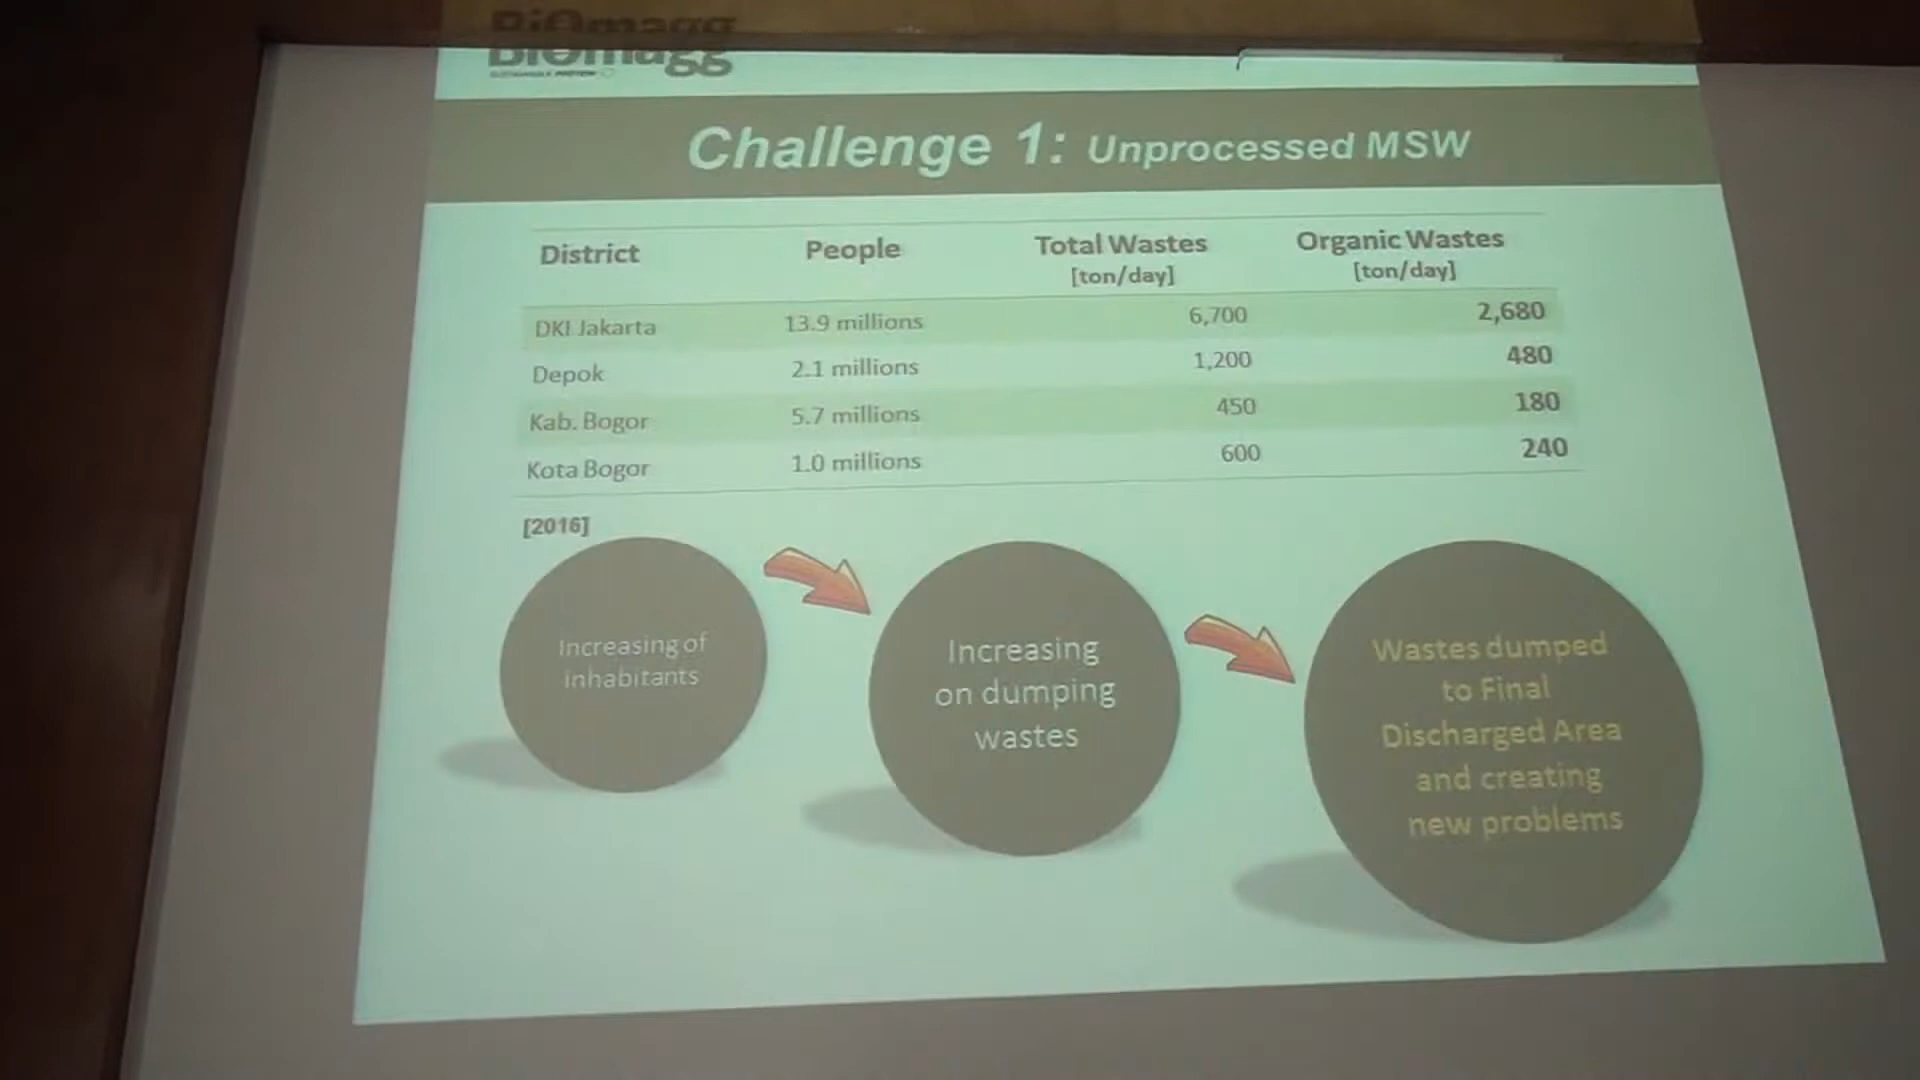 BiOmagg
BiOmagg
SUSTAINABLE PROTEIN
Challenge 1: Unprocessed MSW
District People Total Wastes [ton/day] Organic Wastes [ton/day]
DKI Jakarta 13.9 millions 6,700 2,680
Depok 2.1 millions 1,200 480
Kab. Bogor 5.7 millions 450 180
Kota Bogor 1.0 millions 600 240
[2016]
Increasing of
inhabitants
Increasing
on dumping
wastes
Wastes dumped
to Final
Discharged Area
and creating
new problems